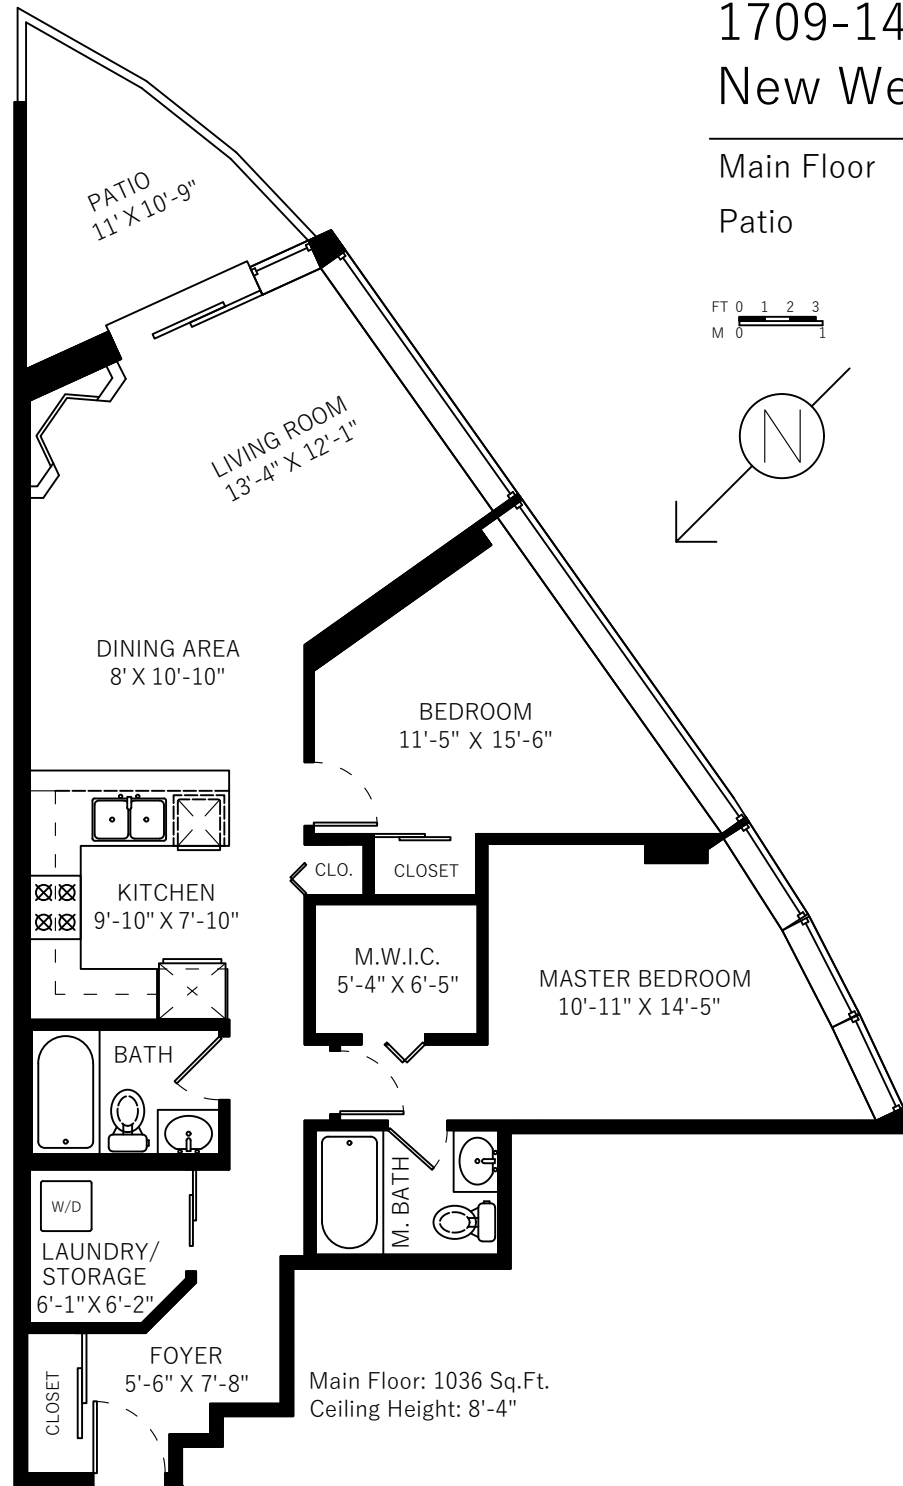 1709-14
New We
Main Floor
Patio
FT 0 1 2 3
M 0 1
N
PATIO
11' X 10'-9"
LIVING ROOM
13'-4" X 12'-1"
DINING AREA
8' X 10'-10"
BEDROOM
11'-5" X 15'-6"
CLO.
CLOSET
KITCHEN
9'-10" X 7'-10"
M.W.I.C.
5'-4" X 6'-5"
MASTER BEDROOM
10'-11" X 14'-5"
BATH
M. BATH
W/D
LAUNDRY/
STORAGE
6'-1" X 6'-2"
FOYER
5'-6" X 7'-8"
CLOSET
Main Floor: 1036 Sq.Ft.
Ceiling Height: 8'-4"